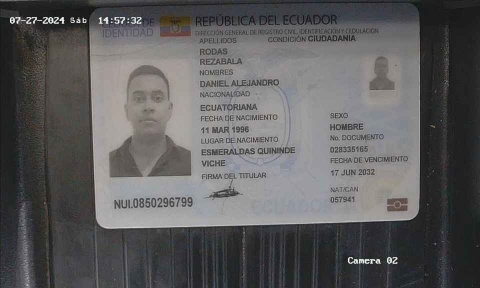 07-27-2024 Sáb 14:57:32
REPÚBLICA DEL ECUADOR
DE IDENTIDAD
DIRECCIÓN GENERAL DE REGISTRO CIVIL, IDENTIFICACIÓN Y CEDULACIÓN
APELLIDOS
CONDICIÓN CIUDADANIA
RODAS
REZABALA
NOMBRES
DANIEL ALEJANDRO
NACIONALIDAD
ECUATORIANA
FECHA DE NACIMIENTO
11 MAR 1996
LUGAR DE NACIMIENTO
ESMERALDAS QUININDE
VICHE
FIRMA DEL TITULAR
SEXO
HOMBRE
No. DOCUMENTO
028335165
FECHA DE VENCIMIENTO
17 JUN 2032
NAT/CAN
057941
NUI.0850296799
ECUADOR
Camera 02